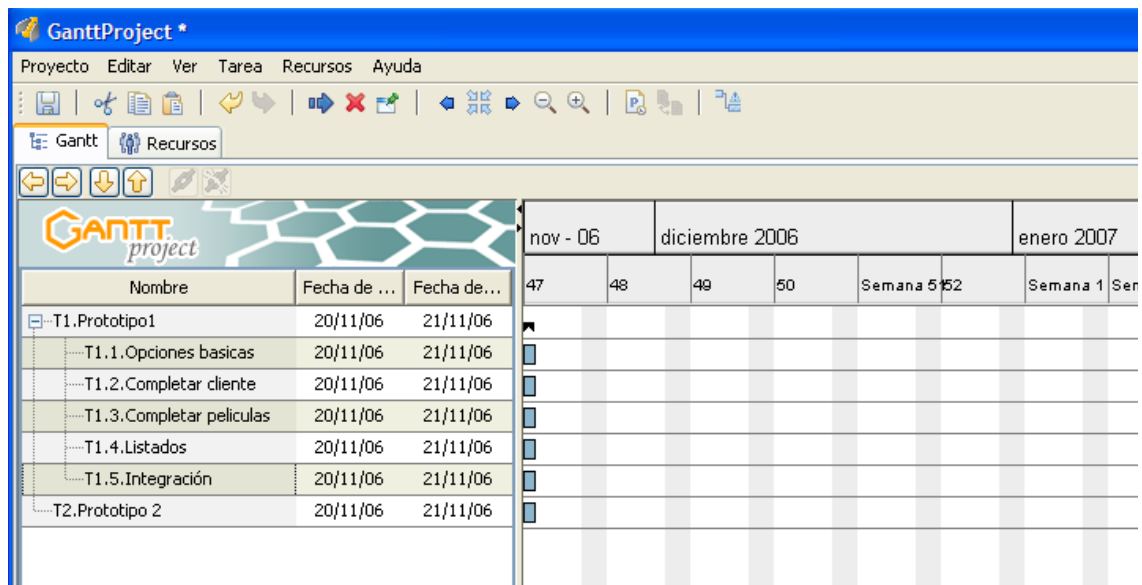 GanttProject *
Proyecto Editar Ver Tarea Recursos Ayuda
Gantt Recursos
GANTT
project
nov - 06 diciembre 2006 enero 2007
Nombre Fecha de ... Fecha de... 47 48 49 50 Semana 51 52 Semana 1 Sem
T1.Prototipo1 20/11/06 21/11/06
T1.1.Opciones basicas 20/11/06 21/11/06
T1.2.Completar cliente 20/11/06 21/11/06
T1.3.Completar peliculas 20/11/06 21/11/06
T1.4.Listados 20/11/06 21/11/06
T1.5.Integración 20/11/06 21/11/06
T2.Prototipo 2 20/11/06 21/11/06